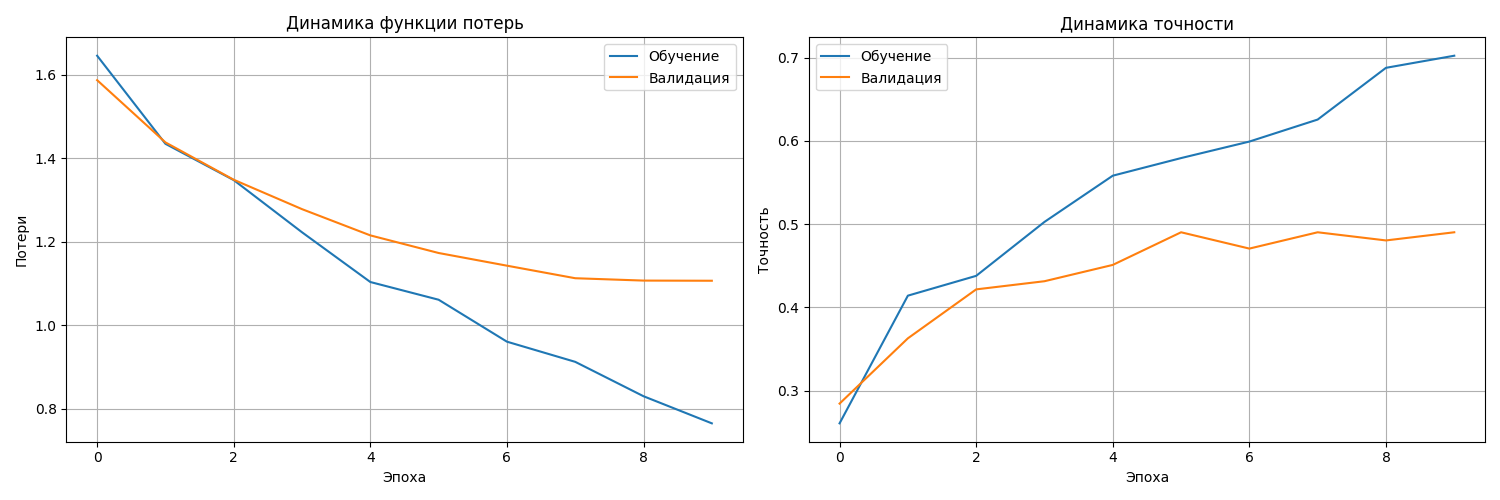 Динамика функции потерь
Потери
1.6
1.4
1.2
1.0
0.8
Обучение
Валидация
0
2
4
6
8
Эпоха
Динамика точности
Точность
0.7
0.6
0.5
0.4
0.3
Обучение
Валидация
0
2
4
6
8
Эпоха